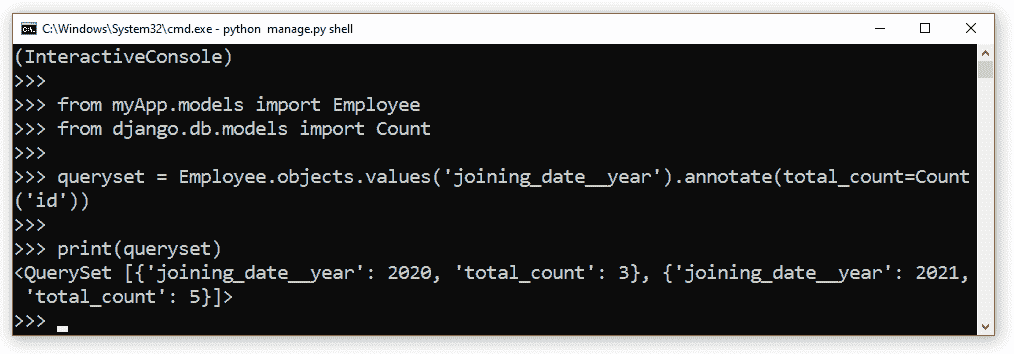 C:\Windows\System32\cmd.exe - python  manage.py shell
(InteractiveConsole)
>>>
>>> from myApp.models import Employee
>>> from django.db.models import Count
>>>
>>> queryset = Employee.objects.values('joining_date__year').annotate(total_count=Count
('id'))
>>>
>>> print(queryset)
<QuerySet [{'joining_date__year': 2020, 'total_count': 3}, {'joining_date__year': 2021,
 'total_count': 5}]>
>>>